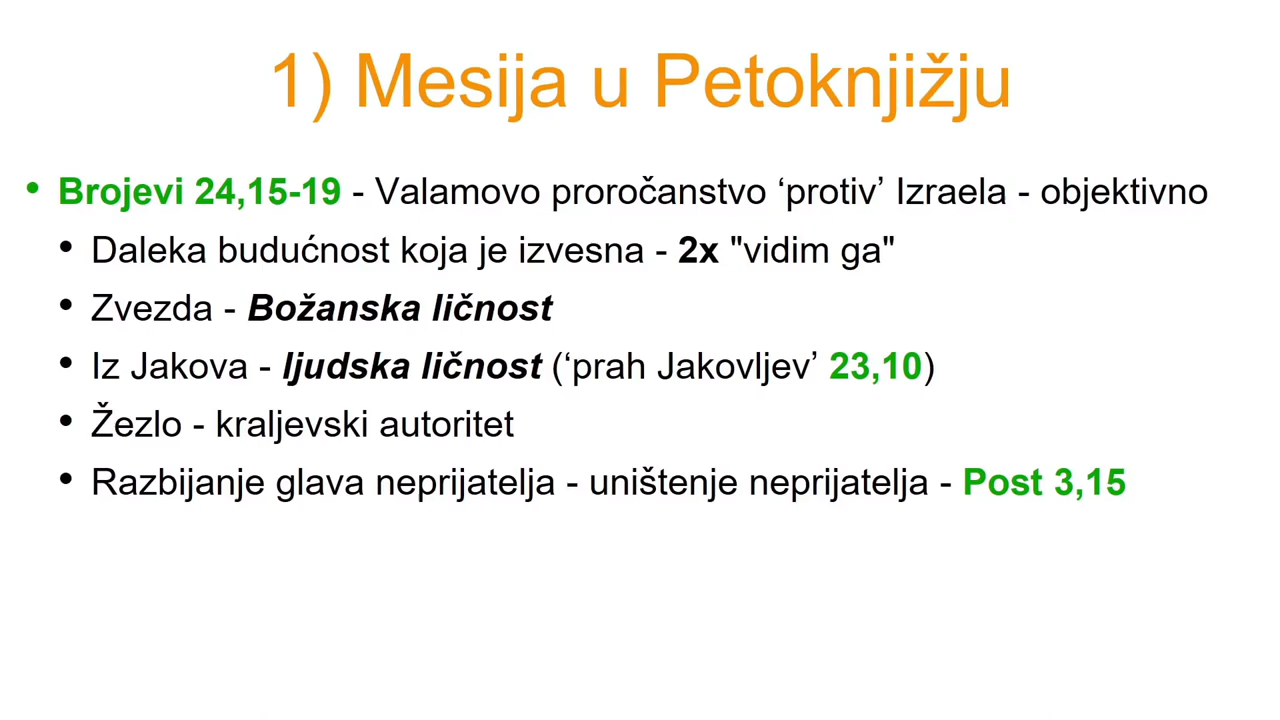 1) Mesija u Petoknjižju
• Brojevi 24,15-19 - Valamovo proročanstvo ‘protiv’ Izraela - objektivno
• Daleka budućnost koja je izvesna - 2x "vidim ga"
• Zvezda - Božanska ličnost
• Iz Jakova - ljudska ličnost (‘prah Jakovljev’ 23,10)
• Žezlo - kraljevski autoritet
• Razbijanje glava neprijatelja - uništenje neprijatelja - Post 3,15